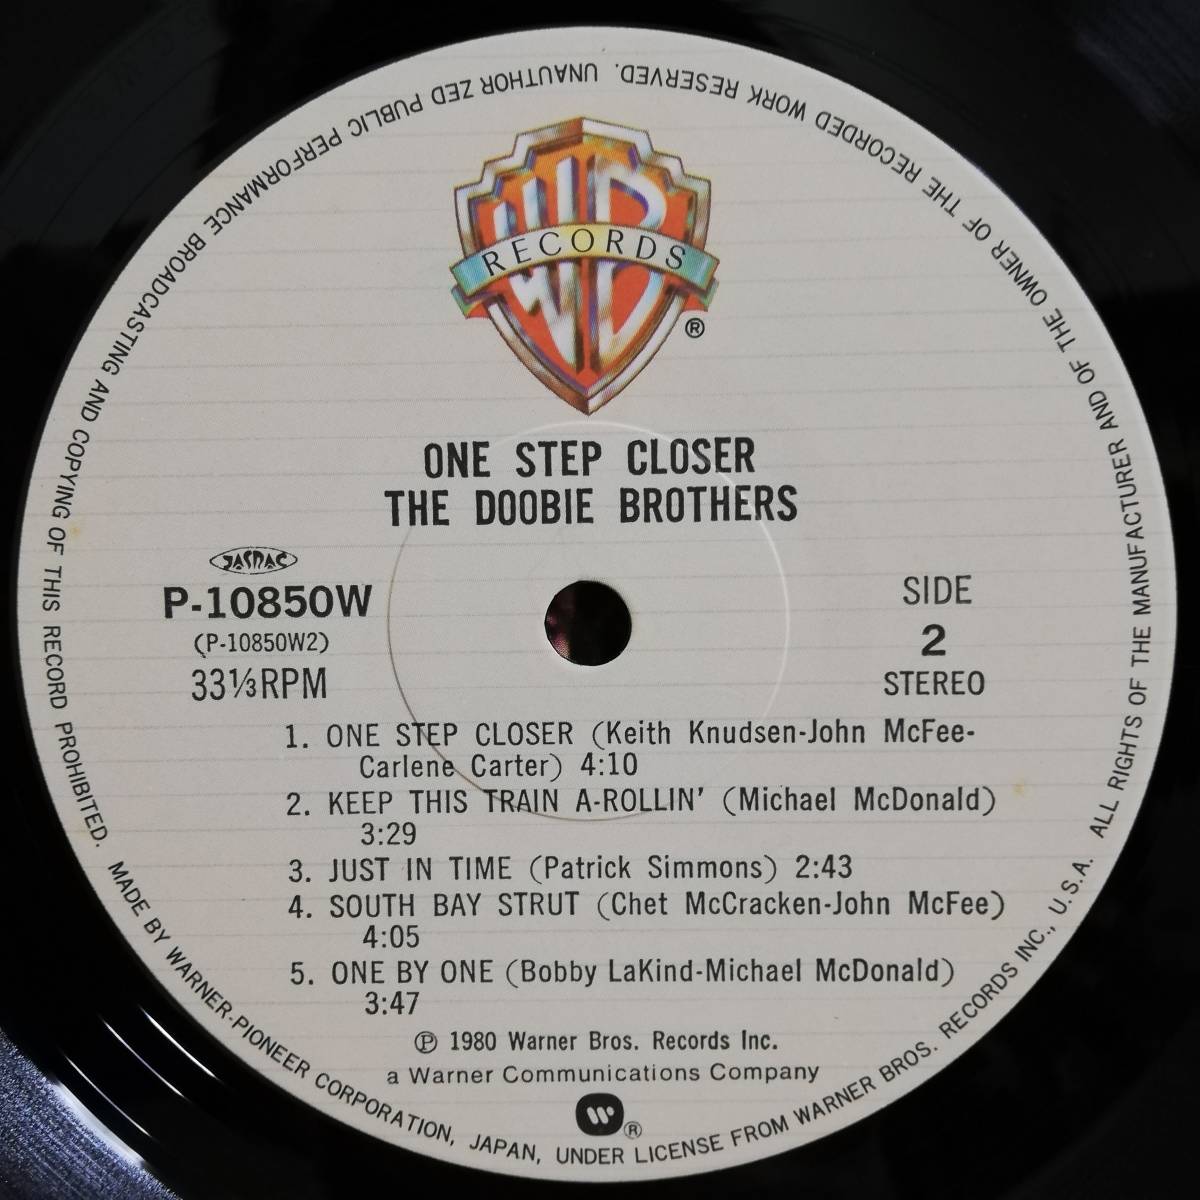 WB
RECORDS
®
ONE STEP CLOSER
THE DOOBIE BROTHERS
JASRAC
P-10850W
(P-10850W2)
33⅓RPM
SIDE
2
STEREO
1. ONE STEP CLOSER (Keith Knudsen-John McFee-
Carlene Carter) 4:10
2. KEEP THIS TRAIN A-ROLLIN' (Michael McDonald)
3:29
3. JUST IN TIME (Patrick Simmons) 2:43
4. SOUTH BAY STRUT (Chet McCracken-John McFee)
4:05
5. ONE BY ONE (Bobby LaKind-Michael McDonald)
3:47
℗ 1980 Warner Bros. Records Inc.
a Warner Communications Company
®
ALL RIGHTS OF THE MANUFACTURER AND OF THE OWNER OF THE RECORDED WORK RESERVED. UNAUTHOR ZED PUBLIC PERFORMANCE BROADCASTING AND COPYING OF THIS RECORD PROHIBITED.
MADE BY WARNER-PIONEER CORPORATION, JAPAN, UNDER LICENSE FROM WARNER BROS. RECORDS INC., U.S.A.